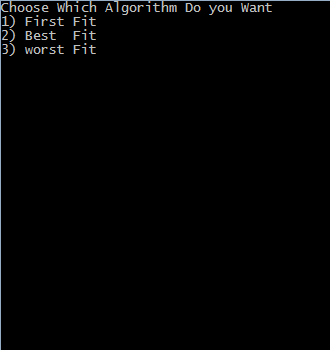 Choose Which Algorithm Do you Want
1) First Fit
2) Best  Fit
3) worst Fit